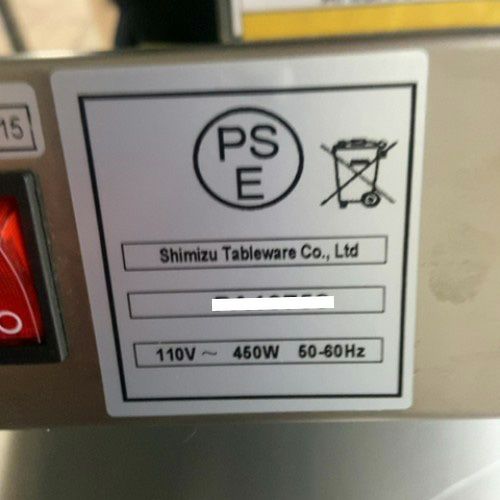 15
PS
E
Shimizu Tableware Co., Ltd
110V ~ 450W 50-60Hz